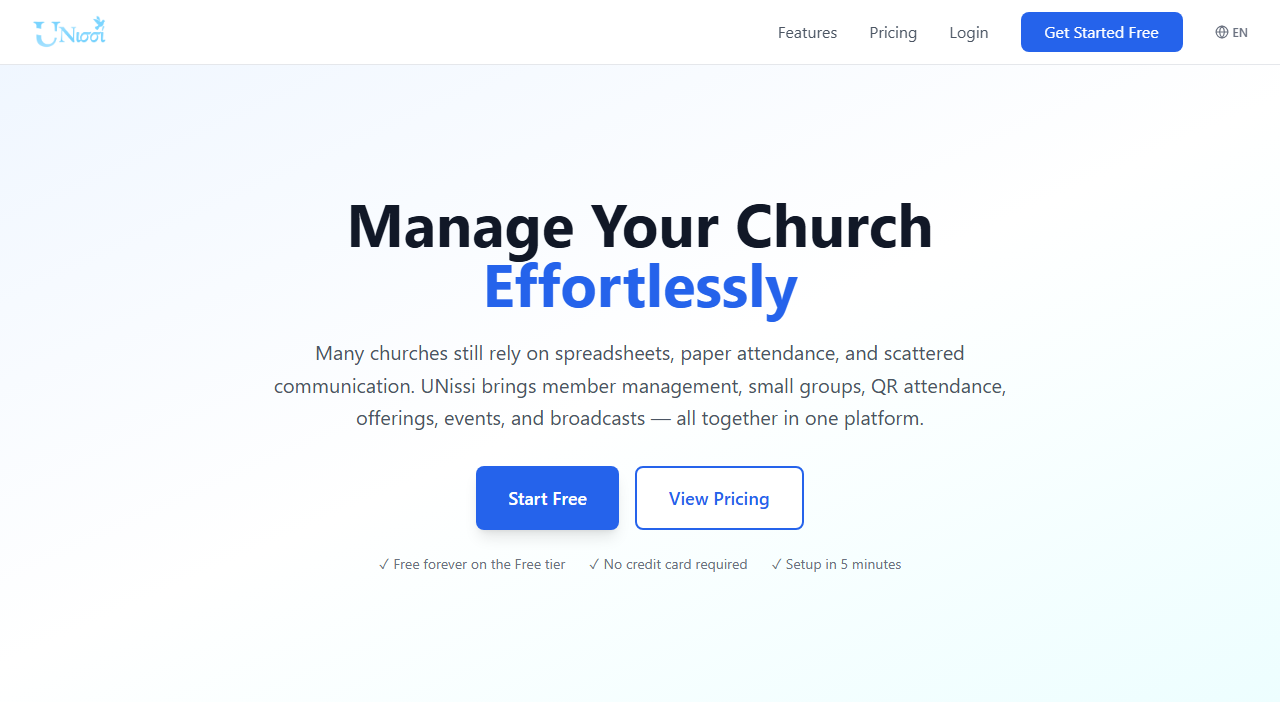 UNissi
Features
Pricing
Login
Get Started Free
EN
Manage Your Church
Effortlessly
Many churches still rely on spreadsheets, paper attendance, and scattered
communication. UNissi brings member management, small groups, QR attendance,
offerings, events, and broadcasts — all together in one platform.
Start Free
View Pricing
✓ Free forever on the Free tier
✓ No credit card required
✓ Setup in 5 minutes